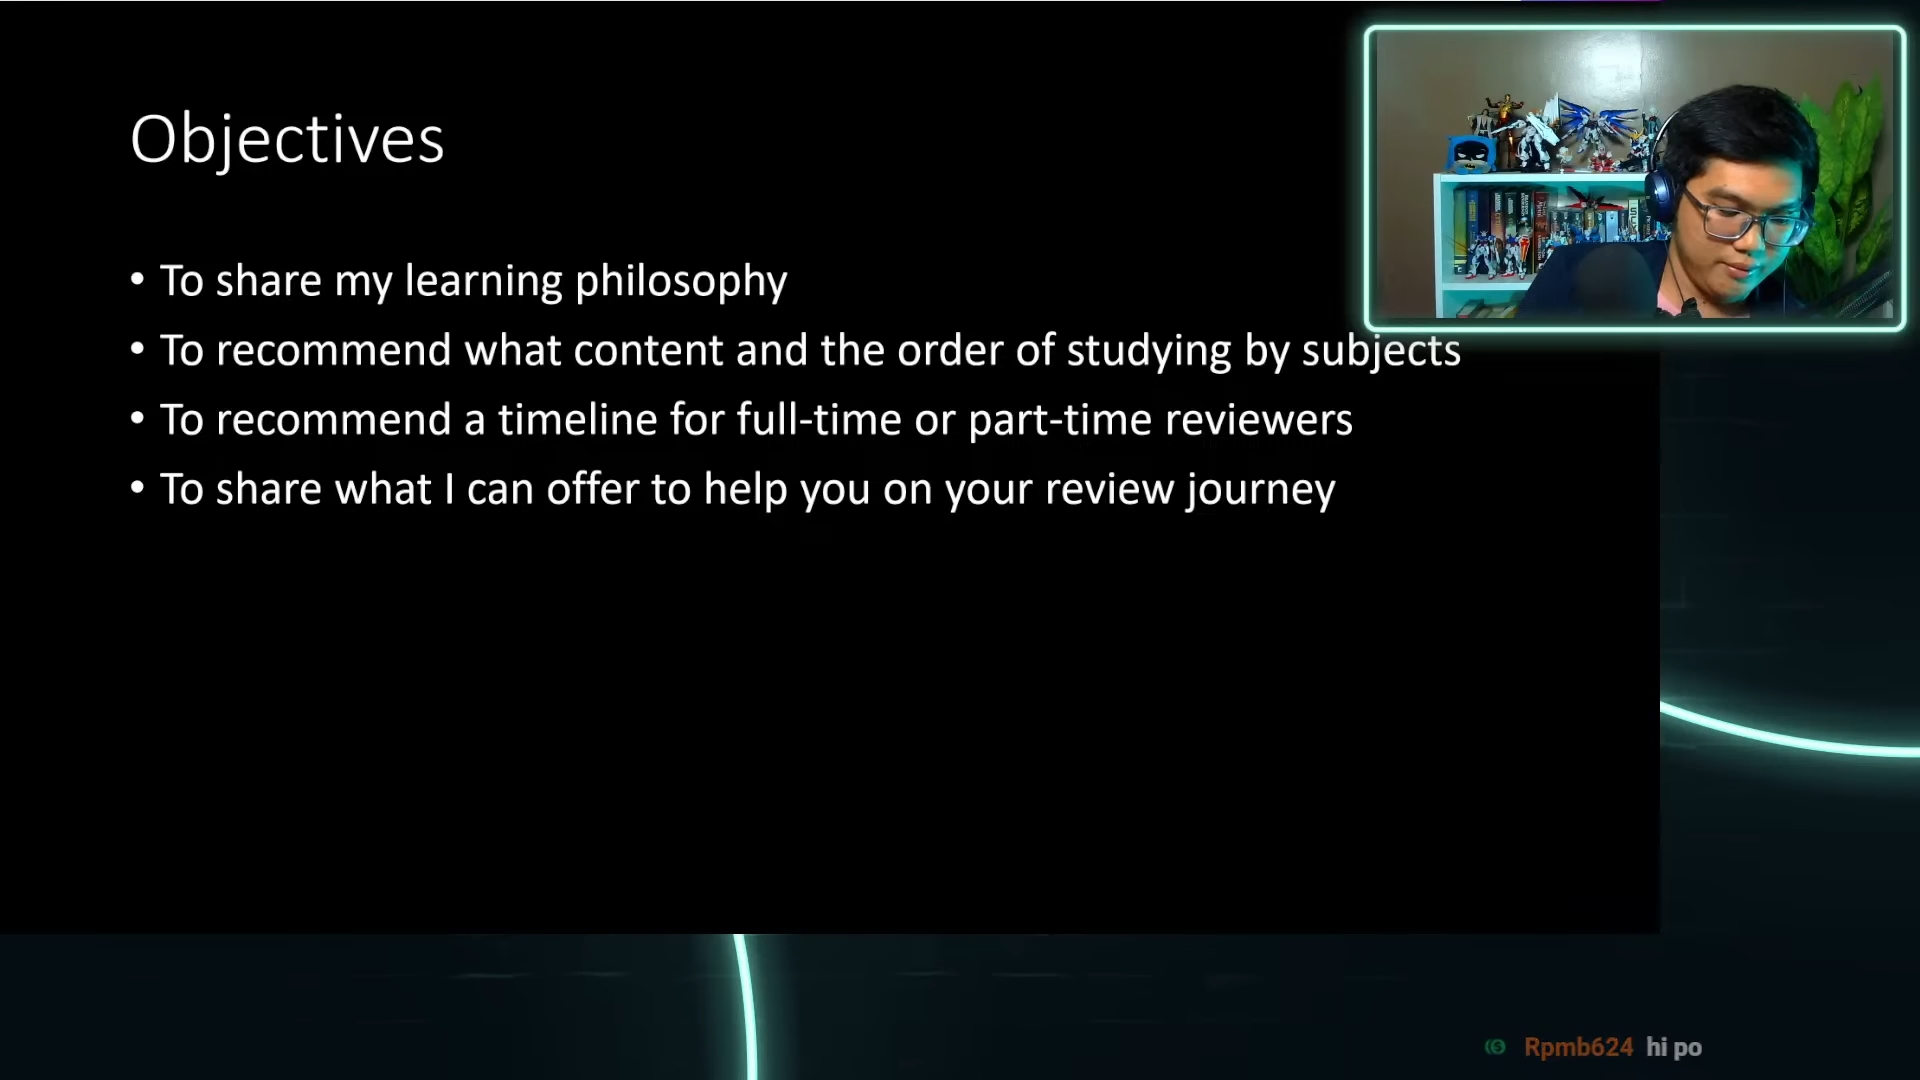 Objectives
• To share my learning philosophy
• To recommend what content and the order of studying by subjects
• To recommend a timeline for full-time or part-time reviewers
• To share what I can offer to help you on your review journey
Rpmb624 hi po